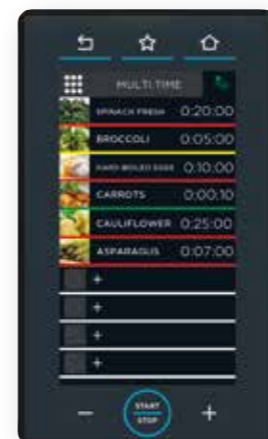 MULTI TIME
SPINACH FRESH 0:20:00
BROCCOLI 0:05:00
HARD BOILED EGGS 0:10:00
CARROTS 0:00:10
CAULIFLOWER 0:25:00
ASPARAGUS 0:07:00
+
+
+
+
START
− STOP +